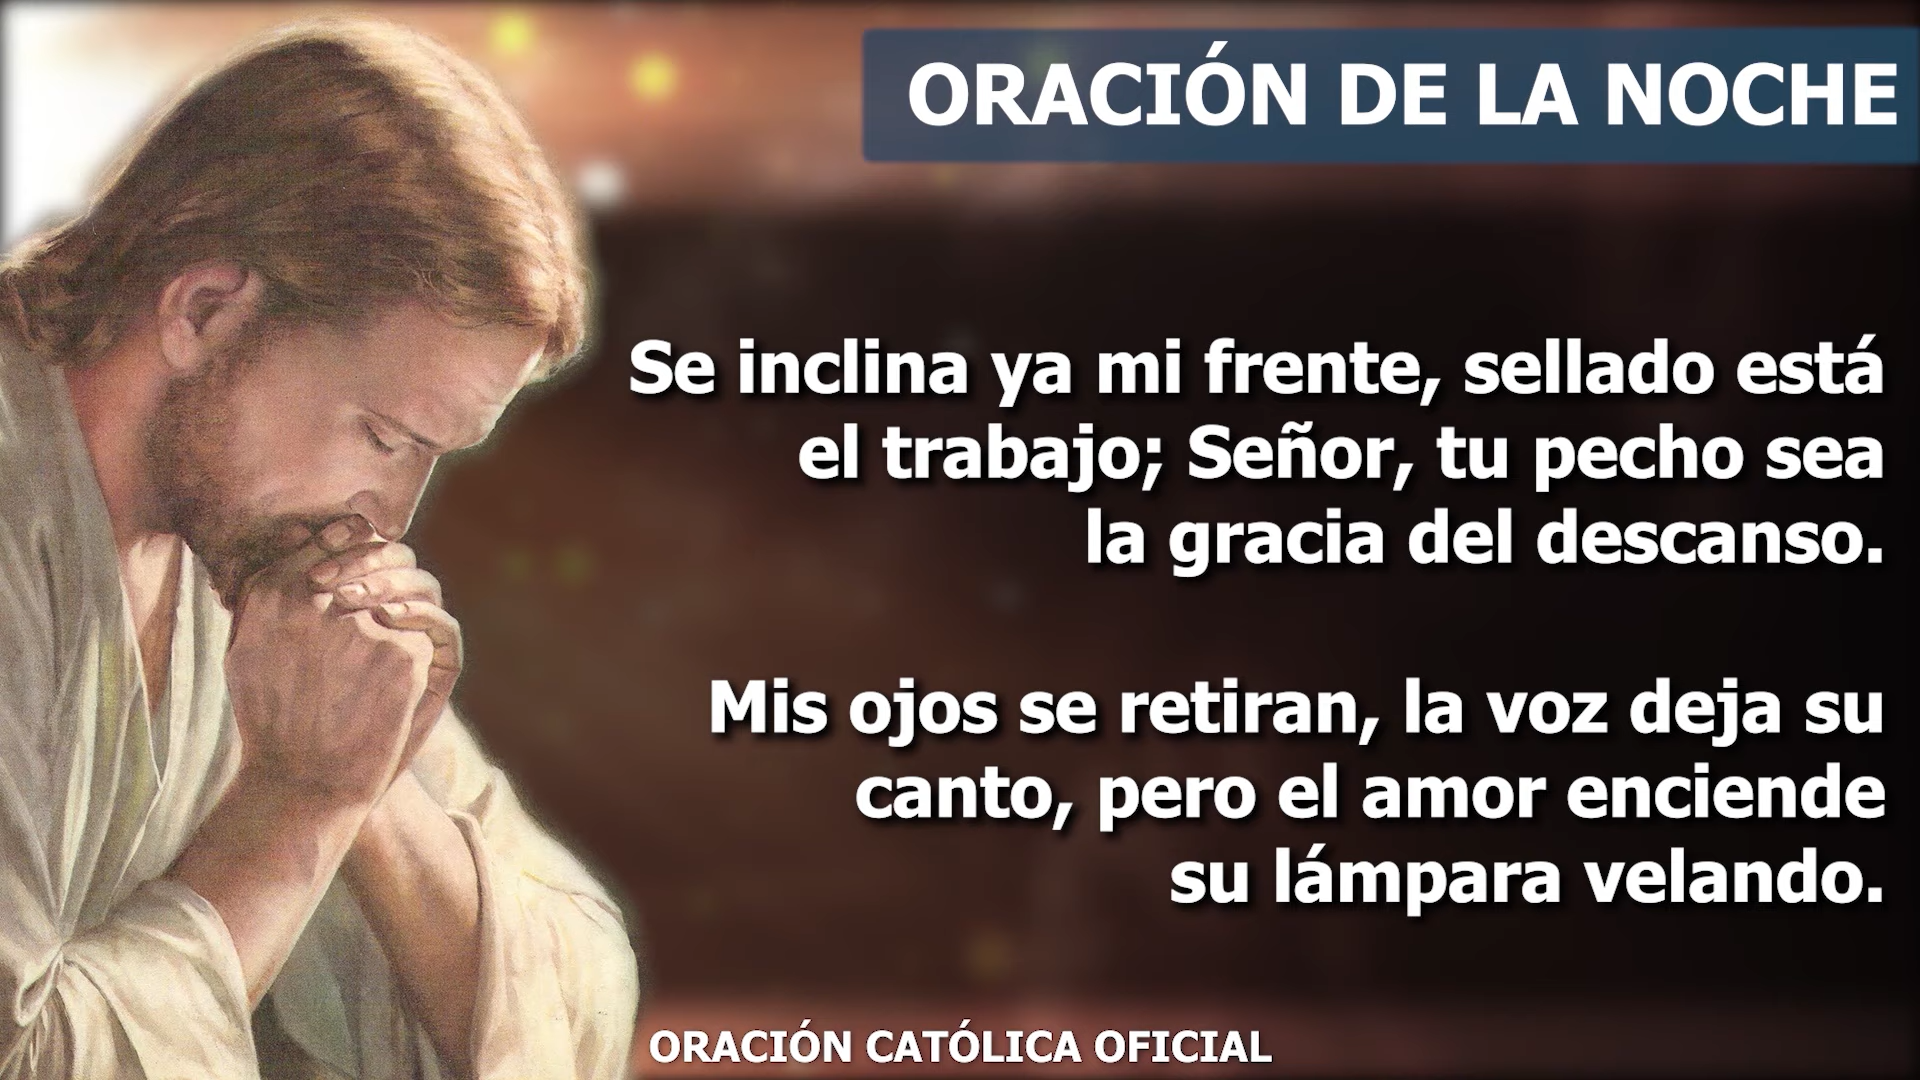 ORACIÓN DE LA NOCHE
Se inclina ya mi frente, sellado está
el trabajo; Señor, tu pecho sea
la gracia del descanso.
Mis ojos se retiran, la voz deja su
canto, pero el amor enciende
su lámpara velando.
ORACIÓN CATÓLICA OFICIAL